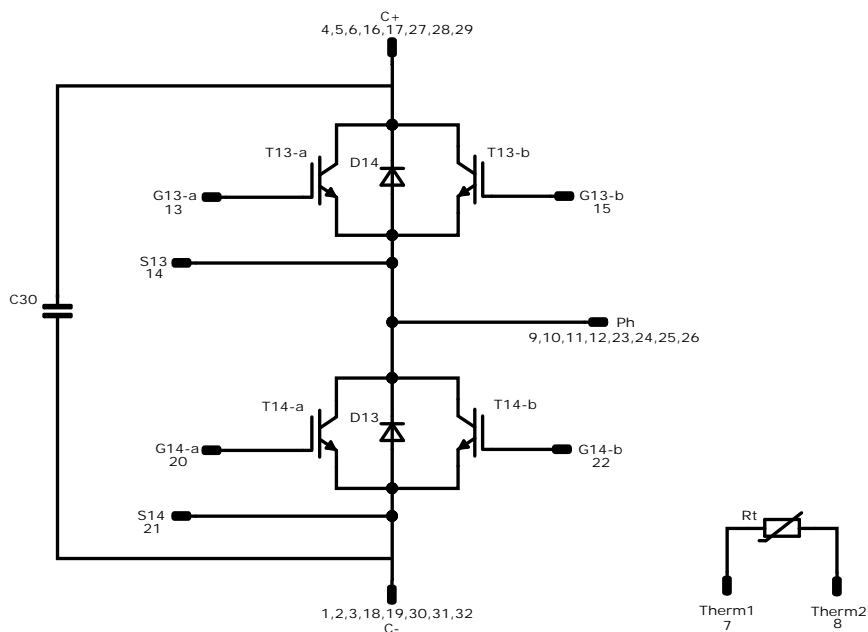 C+
4,5,6,16,17,27,28,29
T13-a
D14
T13-b
G13-a
13
G13-b
15
S13
14
C30
Ph
9,10,11,12,23,24,25,26
T14-a
D13
T14-b
G14-a
20
G14-b
22
S14
21
Rt
1,2,3,18,19,30,31,32
C-
Therm1
7
Therm2
8